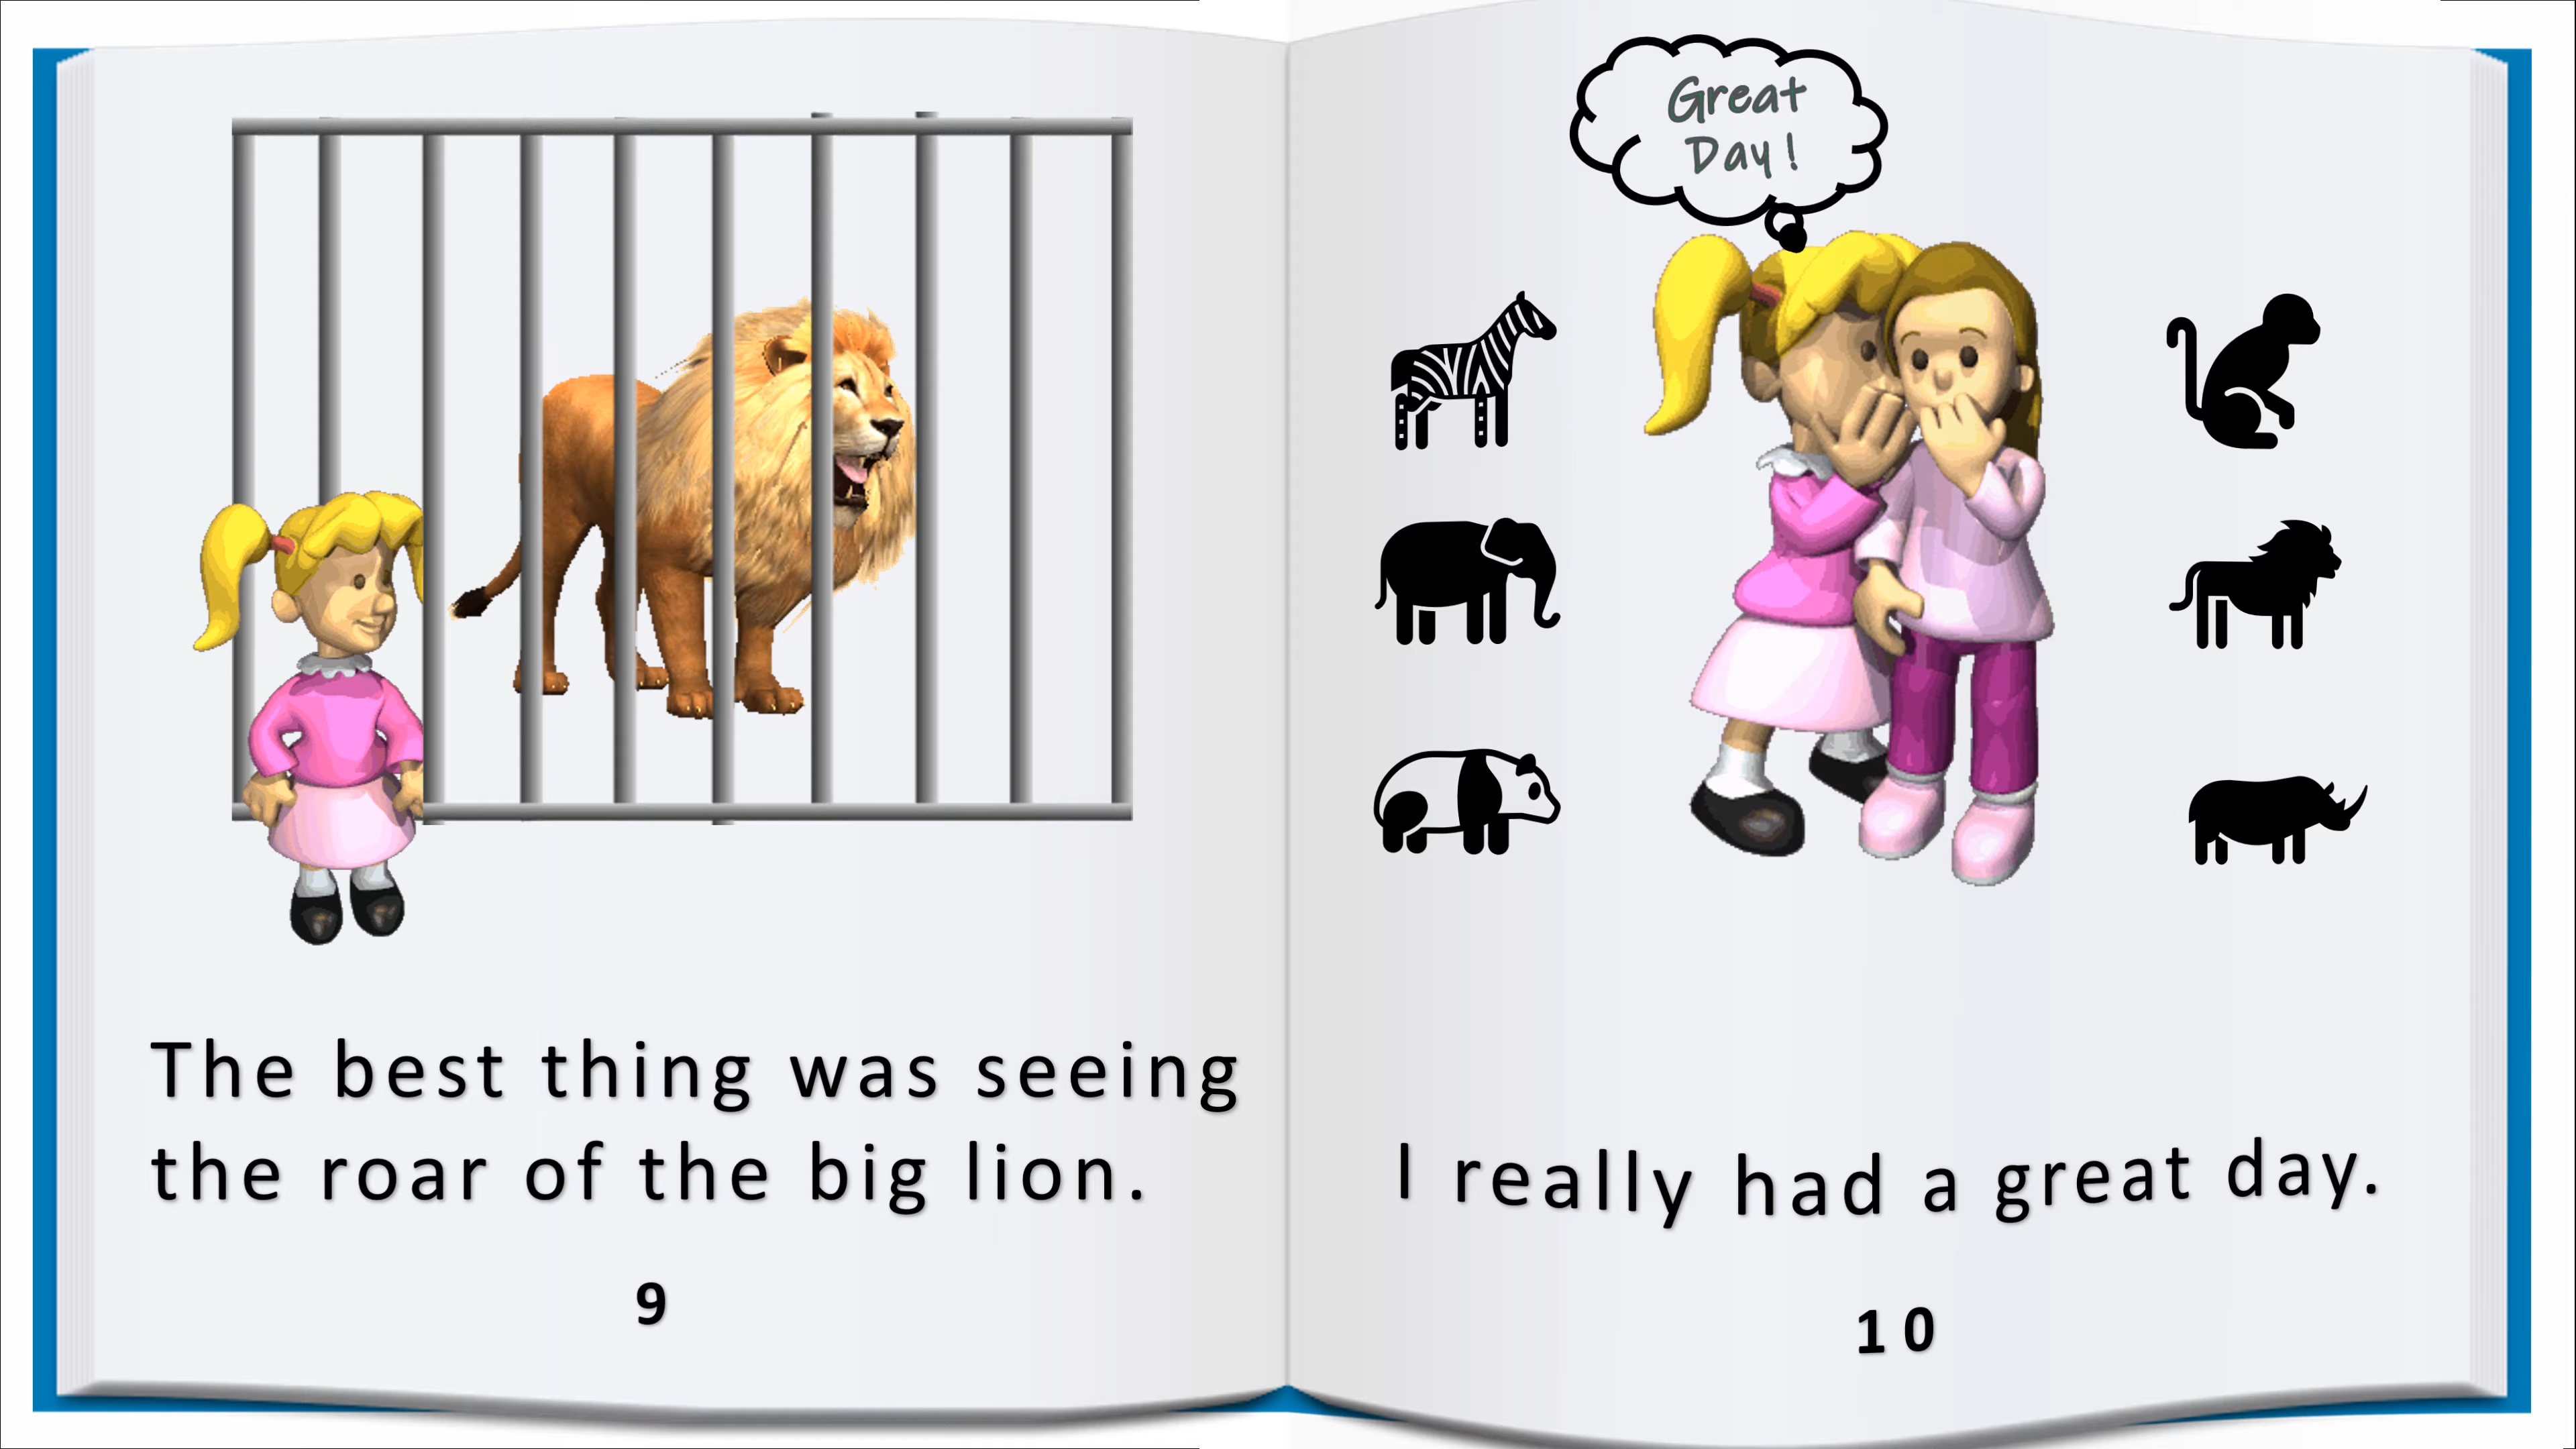 The best thing was seeing
the roar of the big lion.
9
Great
Day!
I really had a great day.
10